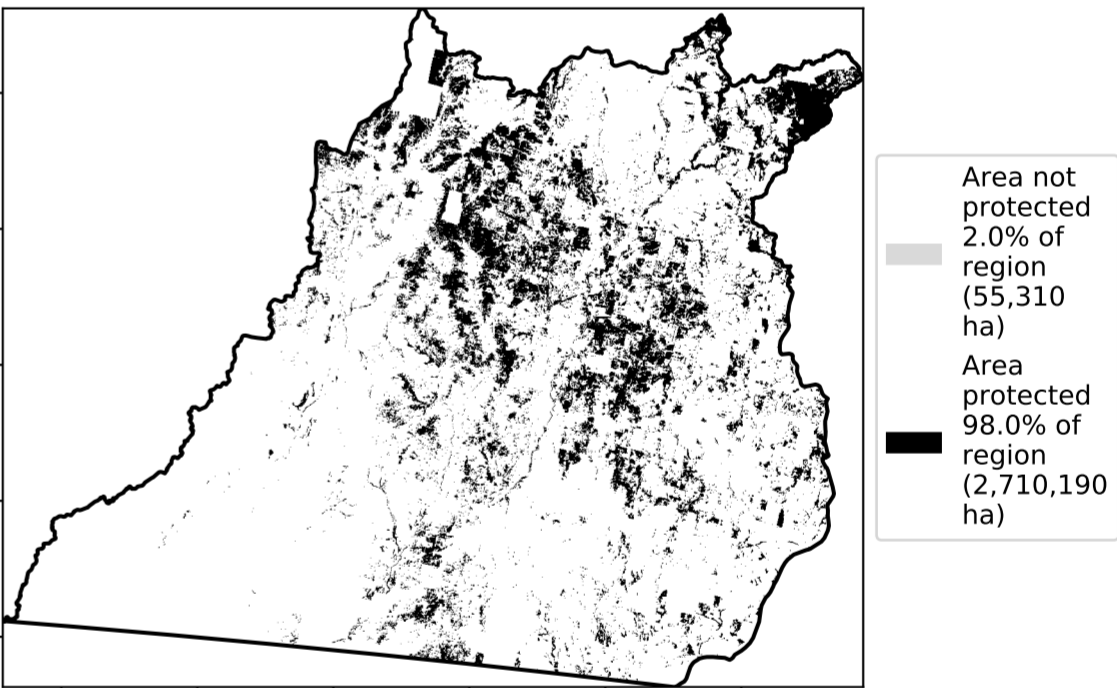 Area not
protected
2.0% of
region
(55,310
ha)
Area
protected
98.0% of
region
(2,710,190
ha)